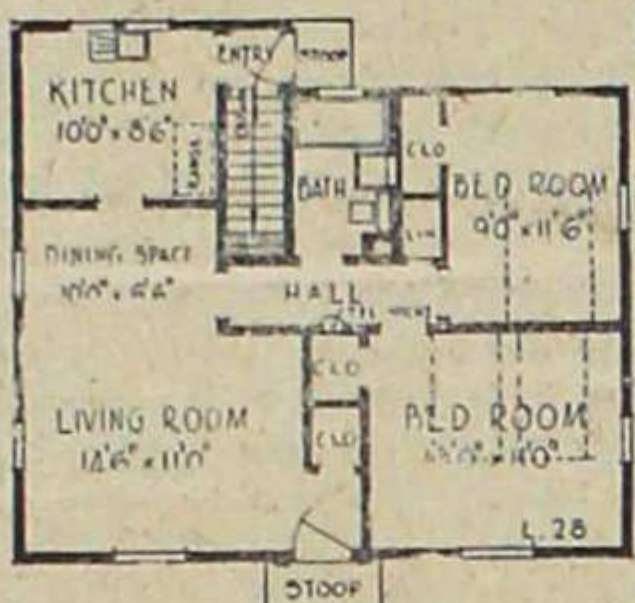 ENTRY
STOOP
KITCHEN
10'0" x 8'6"
RANGE
CLO
BATH
BED ROOM
9'0" x 11'6"
LIN
DINING SPACE
HALL
CLO
LIVING ROOM
14'6" x 11'0"
CLO
BED ROOM
L. 28
STOOP